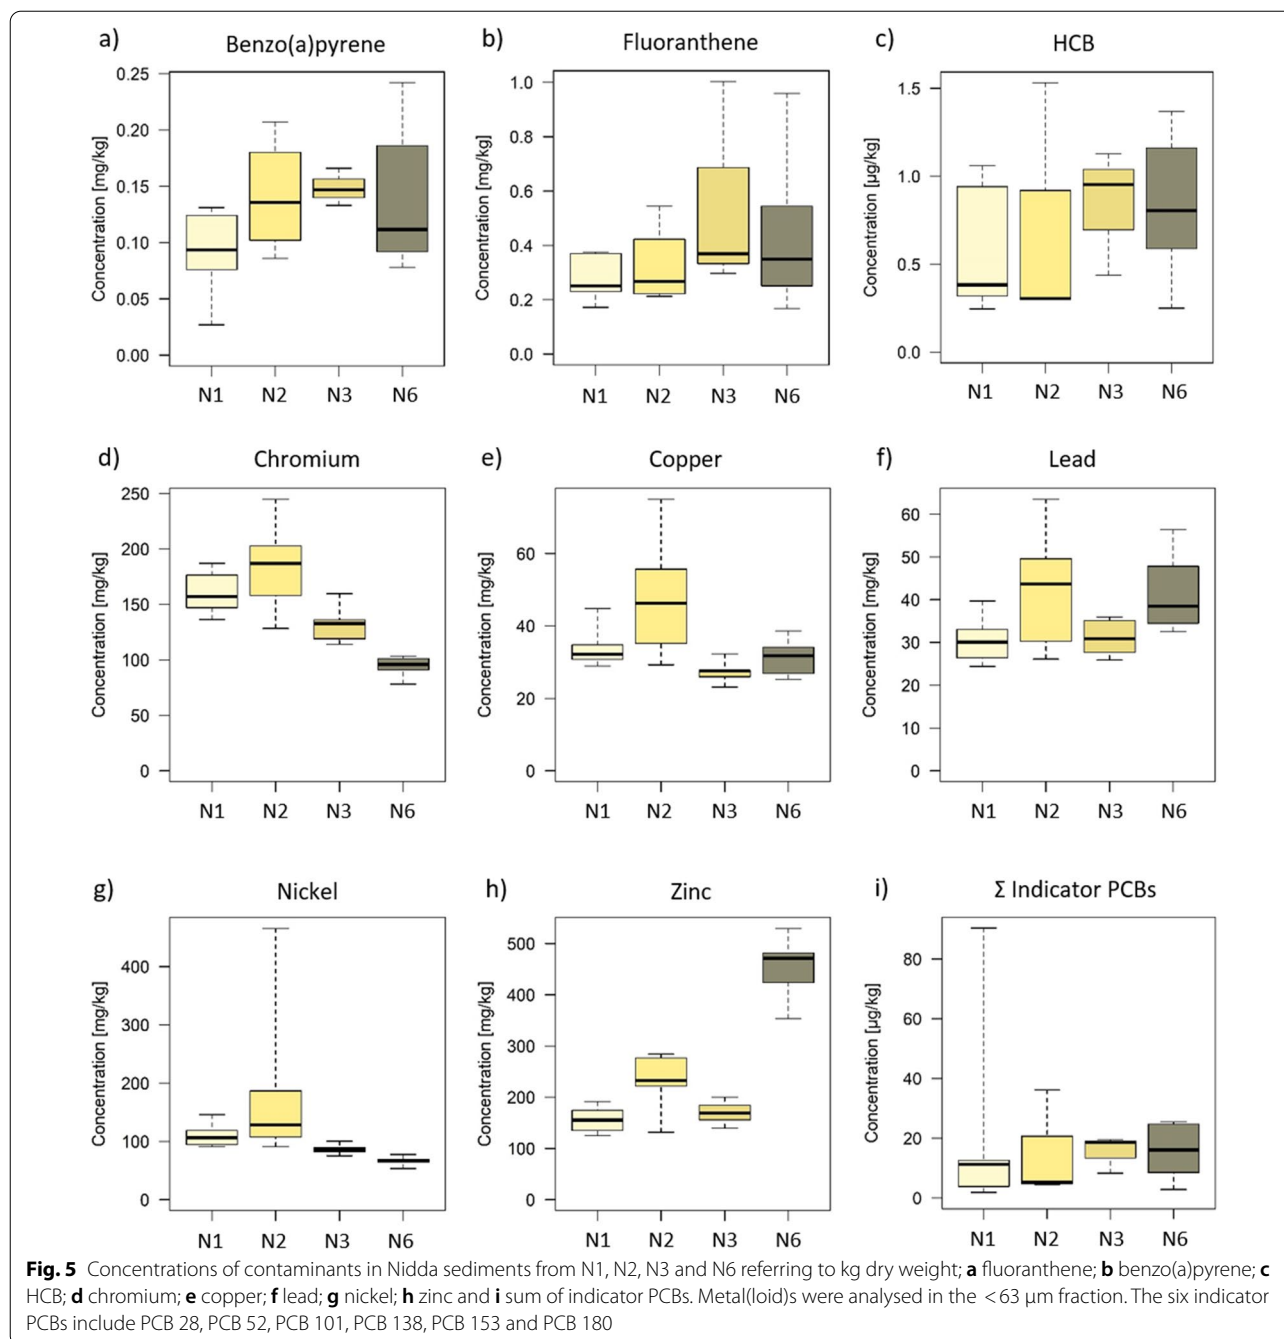 a) Benzo(a)pyrene
Concentration [mg/kg]
0.25
0.20
0.15
0.10
0.05
0.00
N1 N2 N3 N6
b) Fluoranthene
Concentration [mg/kg]
1.0
0.8
0.6
0.4
0.2
0.0
N1 N2 N3 N6
c) HCB
Concentration [µg/kg]
1.5
1.0
0.5
0.0
N1 N2 N3 N6
d) Chromium
Concentration [mg/kg]
250
200
150
100
50
0
N1 N2 N3 N6
e) Copper
Concentration [mg/kg]
60
40
20
0
N1 N2 N3 N6
f) Lead
Concentration [mg/kg]
60
50
40
30
20
10
0
N1 N2 N3 N6
g) Nickel
Concentration [mg/kg]
400
300
200
150
100
0
N1 N2 N3 N6
h) Zinc
Concentration [mg/kg]
500
400
300
200
150
100
0
N1 N2 N3 N6
i) Σ Indicator PCBs
Concentration [µg/kg]
80
60
40
20
0
N1 N2 N3 N6
Fig. 5 Concentrations of contaminants in Nidda sediments from N1, N2, N3 and N6 referring to kg dry weight; a fluoranthene; b benzo(a)pyrene; c
HCB; d chromium; e copper; f lead; g nickel; h zinc and i sum of indicator PCBs. Metal(loid)s were analysed in the <63 µm fraction. The six indicator
PCBs include PCB 28, PCB 52, PCB 101, PCB 138, PCB 153 and PCB 180